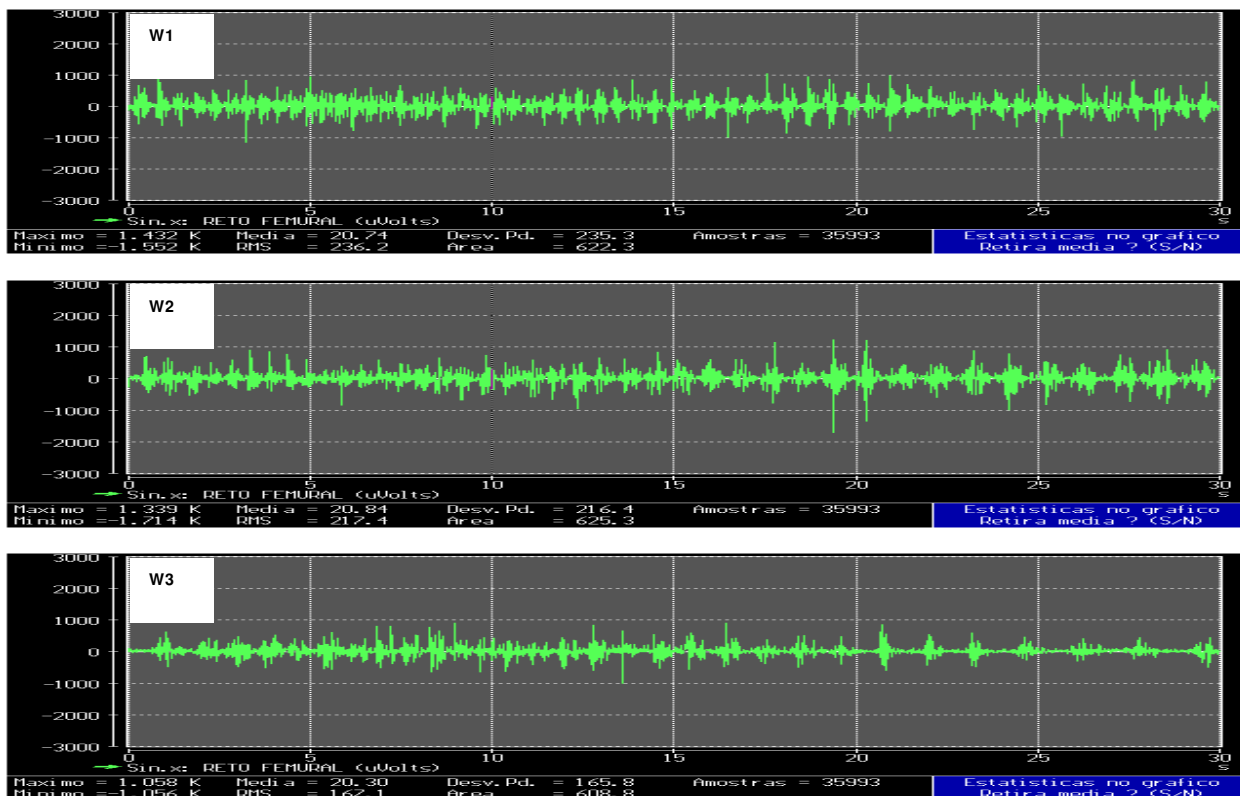 3000
W1
2000
1000
0
-1000
-2000
-3000
0 5 10 15 20 25 30
Sin.x: RETO FEMURAL (uVolts) s
Maximo = 1.432 K Media = 20.74 Desv.Pd. = 235.3 Amostras = 35993 Estatisticas no grafico
Minimo =-1.552 K RMS = 236.2 Area = 622.3 Retira media ? (S/N)
3000
W2
2000
1000
0
-1000
-2000
-3000
0 5 10 15 20 25 30
Sin.x: RETO FEMURAL (uVolts) s
Maximo = 1.339 K Media = 20.84 Desv.Pd. = 216.4 Amostras = 35993 Estatisticas no grafico
Minimo =-1.714 K RMS = 217.4 Area = 625.3 Retira media ? (S/N)
3000
W3
2000
1000
0
-1000
-2000
-3000
0 5 10 15 20 25 30
Sin.x: RETO FEMURAL (uVolts) s
Maximo = 1.058 K Media = 20.30 Desv.Pd. = 165.8 Amostras = 35993 Estatisticas no grafico
Minimo =-1.056 K RMS = 167.1 Area = 608.8 Retira media ? (S/N)